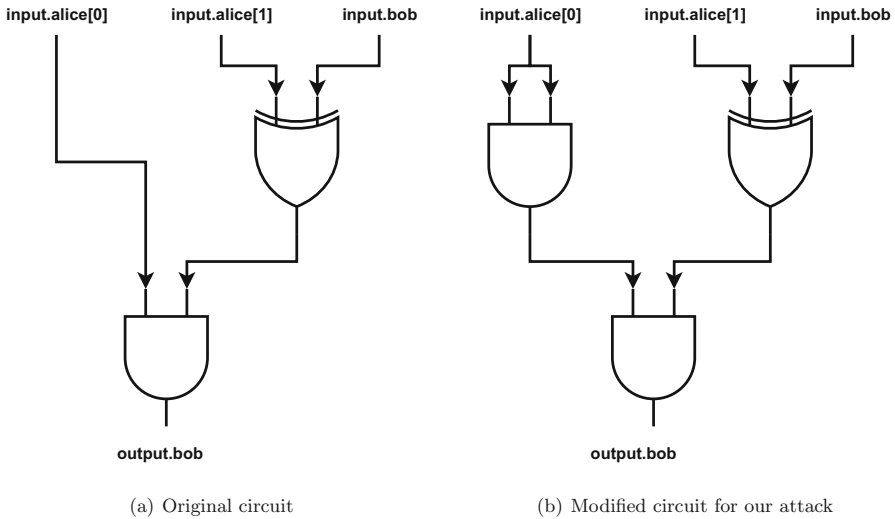 input.alice[0] input.alice[1] input.bob
input.alice[0] input.alice[1] input.bob
output.bob
output.bob
(a) Original circuit
(b) Modified circuit for our attack